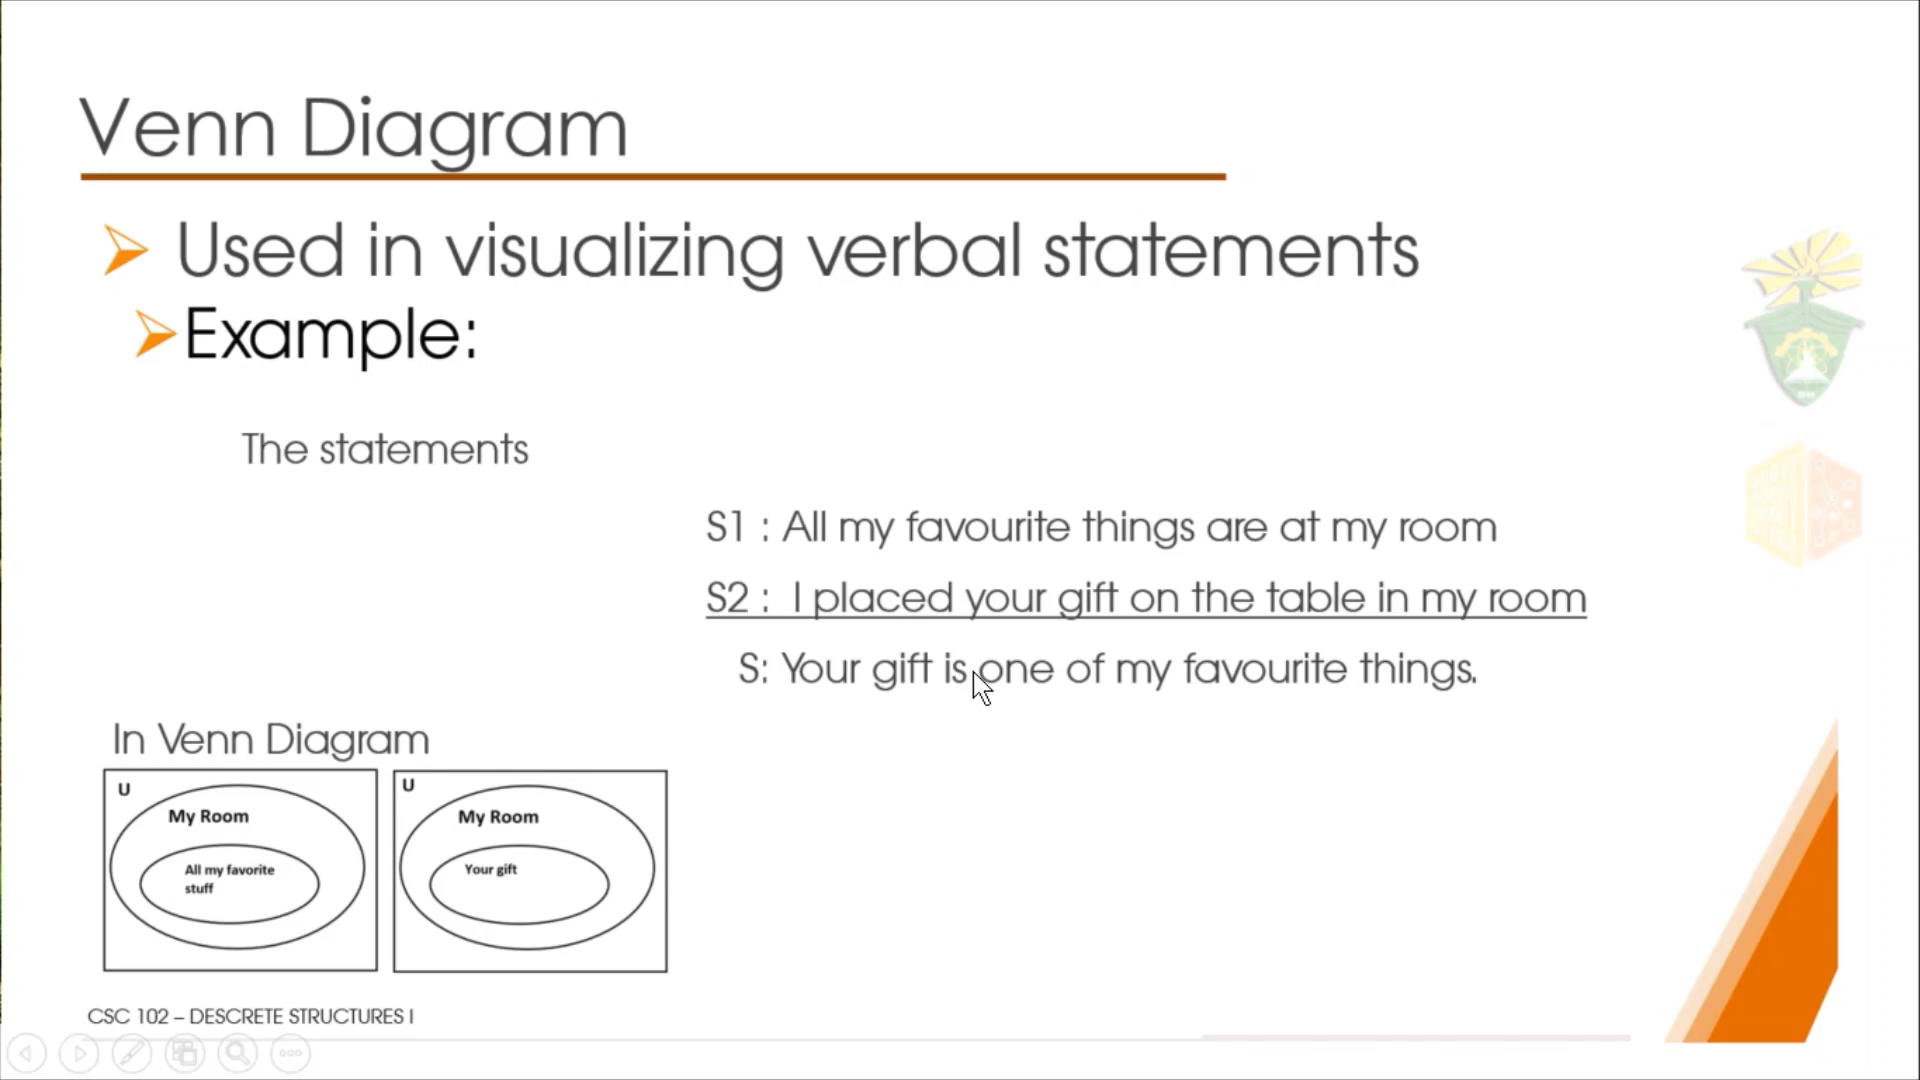 Venn Diagram
Used in visualizing verbal statements
Example:
The statements
S1 : All my favourite things are at my room
S2 : I placed your gift on the table in my room
S: Your gift is one of my favourite things.
In Venn Diagram
U
My Room
All my favorite
stuff
U
My Room
Your gift
CSC 102 – DESCRETE STRUCTURES I